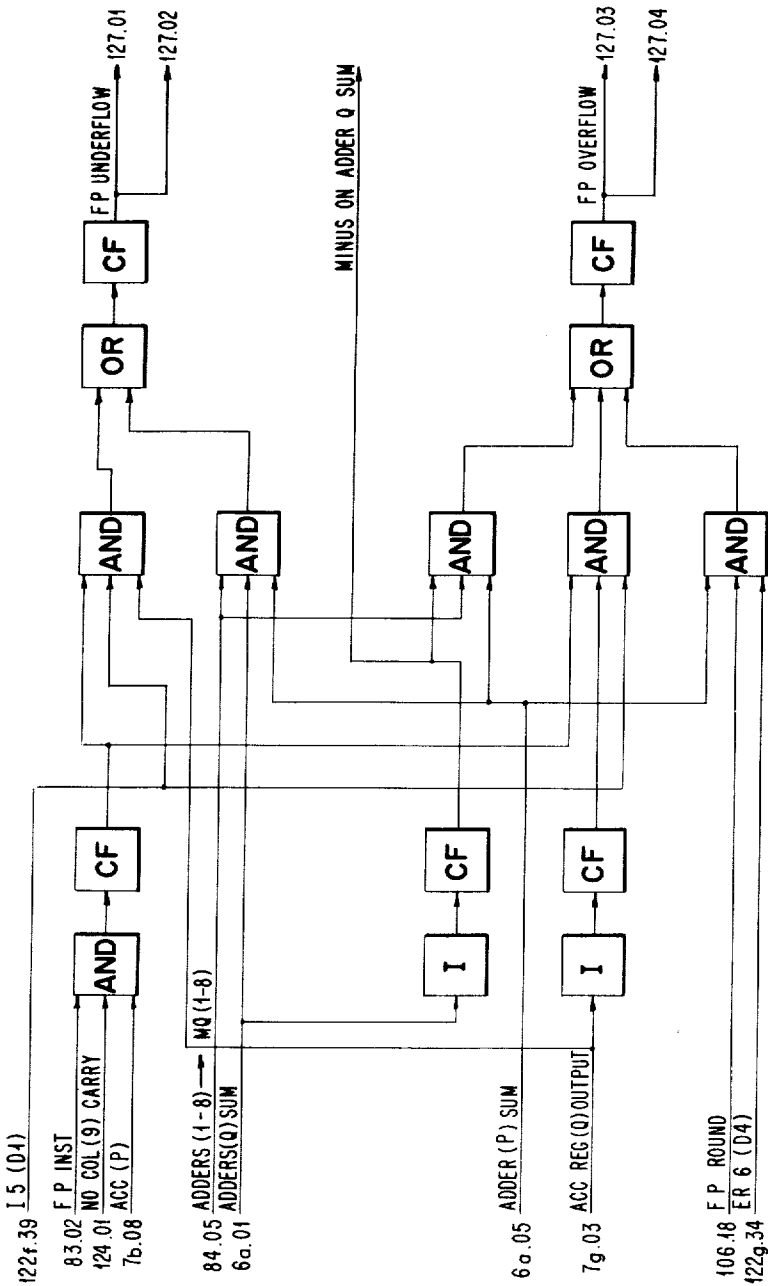 122f.39 I5 (D1)
83.02 F P INST
124.01 NO COL(9) CARRY
7b.08 ACC (P)
84.05 ADDERS (1-8) → MQ (1-8)
6a.01 ADDERS(Q) SUM
6a.05 ADDER (P) SUM
7g.03 ACC REG (Q) OUTPUT
106.18 F P ROUND
122g.34 ER 6 (D4)
AND
CF
I
CF
I
CF
AND
AND
AND
AND
AND
OR
CF
OR
CF
FP UNDERFLOW
127.01
127.02
MINUS ON ADDER Q SUM
FP OVERFLOW
127.03
127.04